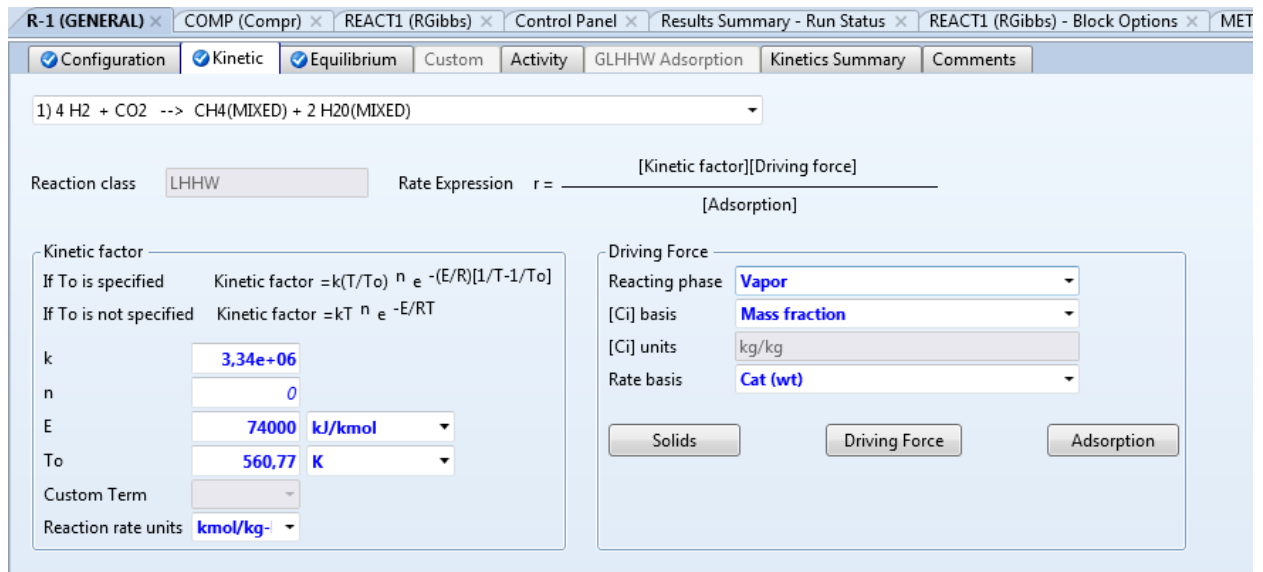 R-1 (GENERAL) × COMP (Compr) × REACT1 (RGibbs) × Control Panel × Results Summary - Run Status × REACT1 (RGibbs) - Block Options × MET
Configuration Kinetic Equilibrium Custom Activity GLHHW Adsorption Kinetics Summary Comments
1) 4 H2 + CO2 --> CH4(MIXED) + 2 H20(MIXED)
[Kinetic factor][Driving force]
Reaction class LHHW Rate Expression r =
[Adsorption]
Kinetic factor
If To is specified Kinetic factor =k(T/To) n e -(E/R)[1/T-1/To]
If To is not specified Kinetic factor =kT n e -E/RT
k 3,34e+06
n 0
E 74000 kJ/kmol
To 560,77 K
Custom Term
Reaction rate units kmol/kg-
Driving Force
Reacting phase Vapor
[Ci] basis Mass fraction
[Ci] units kg/kg
Rate basis Cat (wt)
Solids Driving Force Adsorption